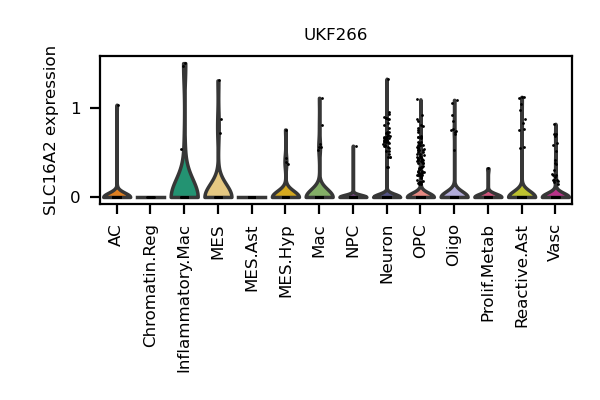 UKF266
SLC16A2 expression
1
0
AC
Chromatin.Reg
Inflammatory.Mac
MES
MES.Ast
MES.Hyp
Mac
NPC
Neuron
OPC
Oligo
Prolif.Metab
Reactive.Ast
Vasc